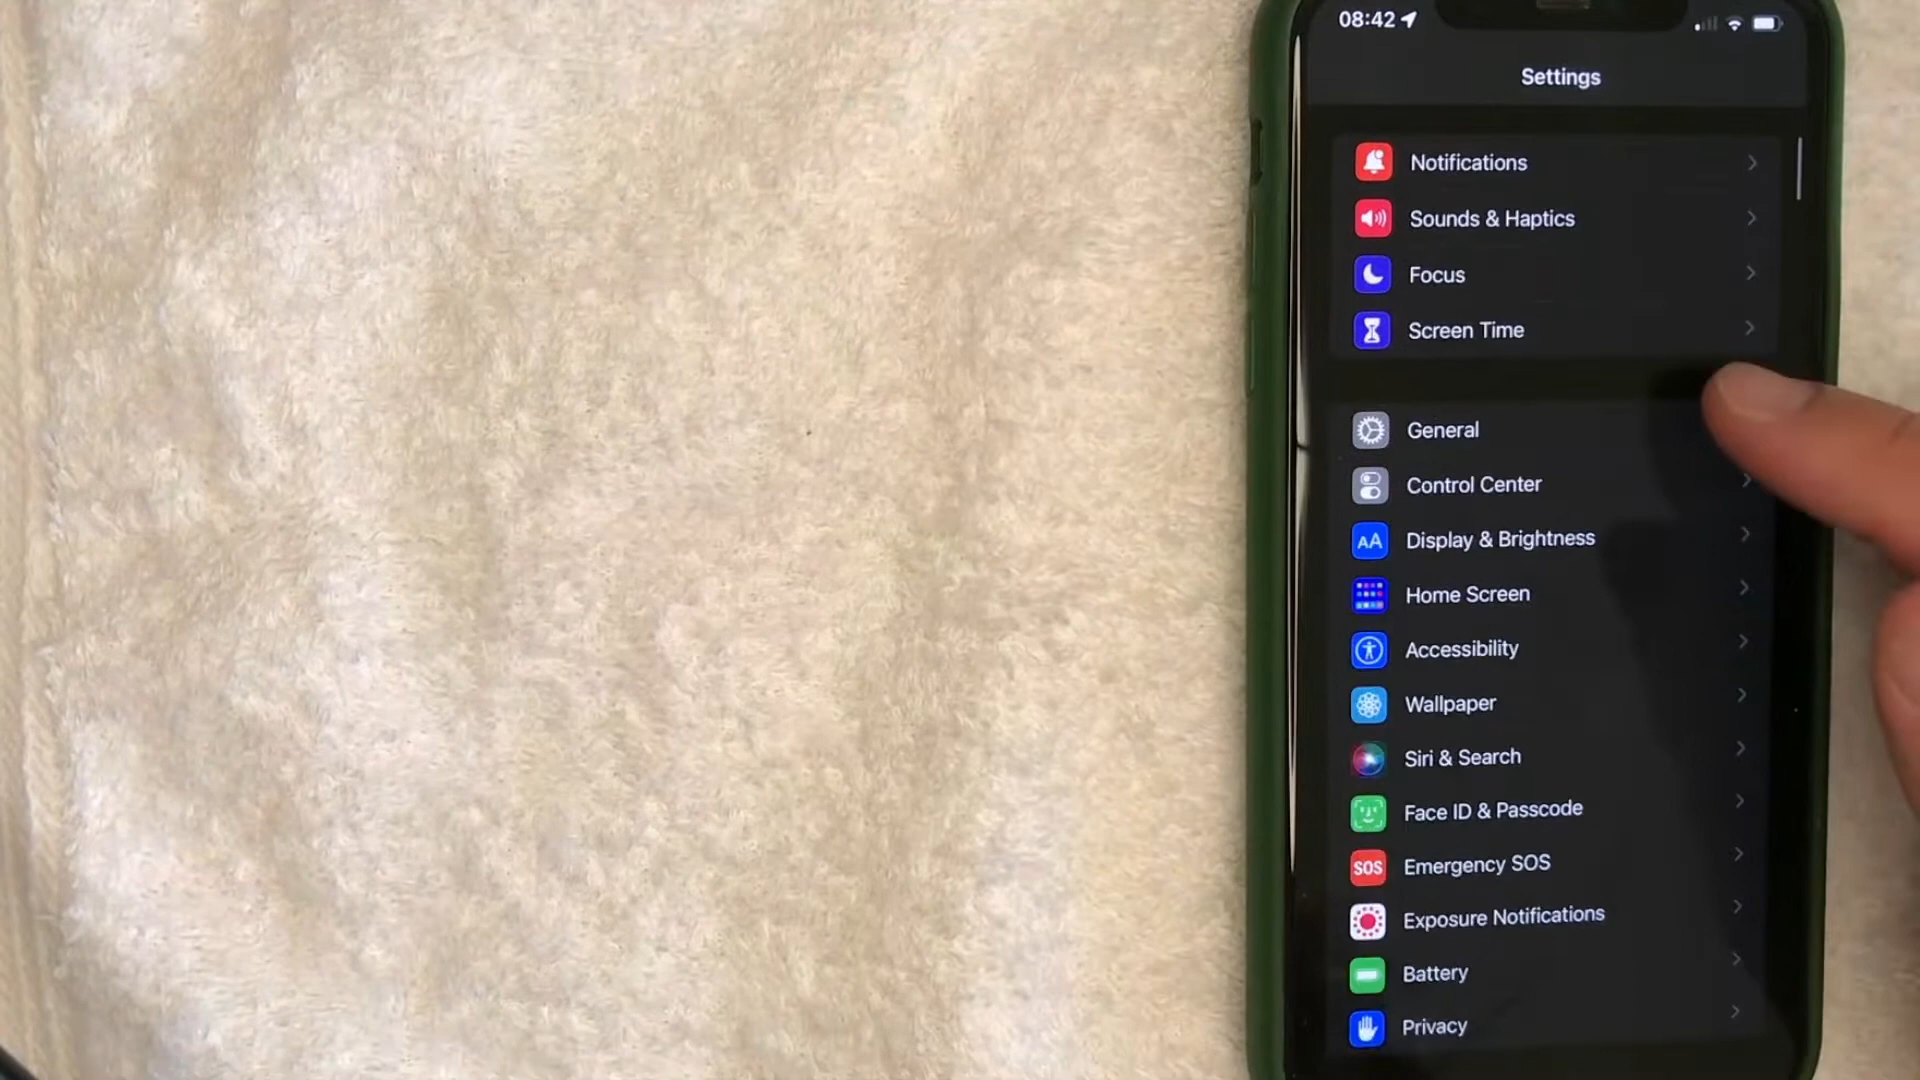 08:42
Settings
Notifications
Sounds & Haptics
Focus
Screen Time
General
Control Center
AA Display & Brightness
Home Screen
Accessibility
Wallpaper
Siri & Search
Face ID & Passcode
SOS Emergency SOS
Exposure Notifications
Battery
Privacy